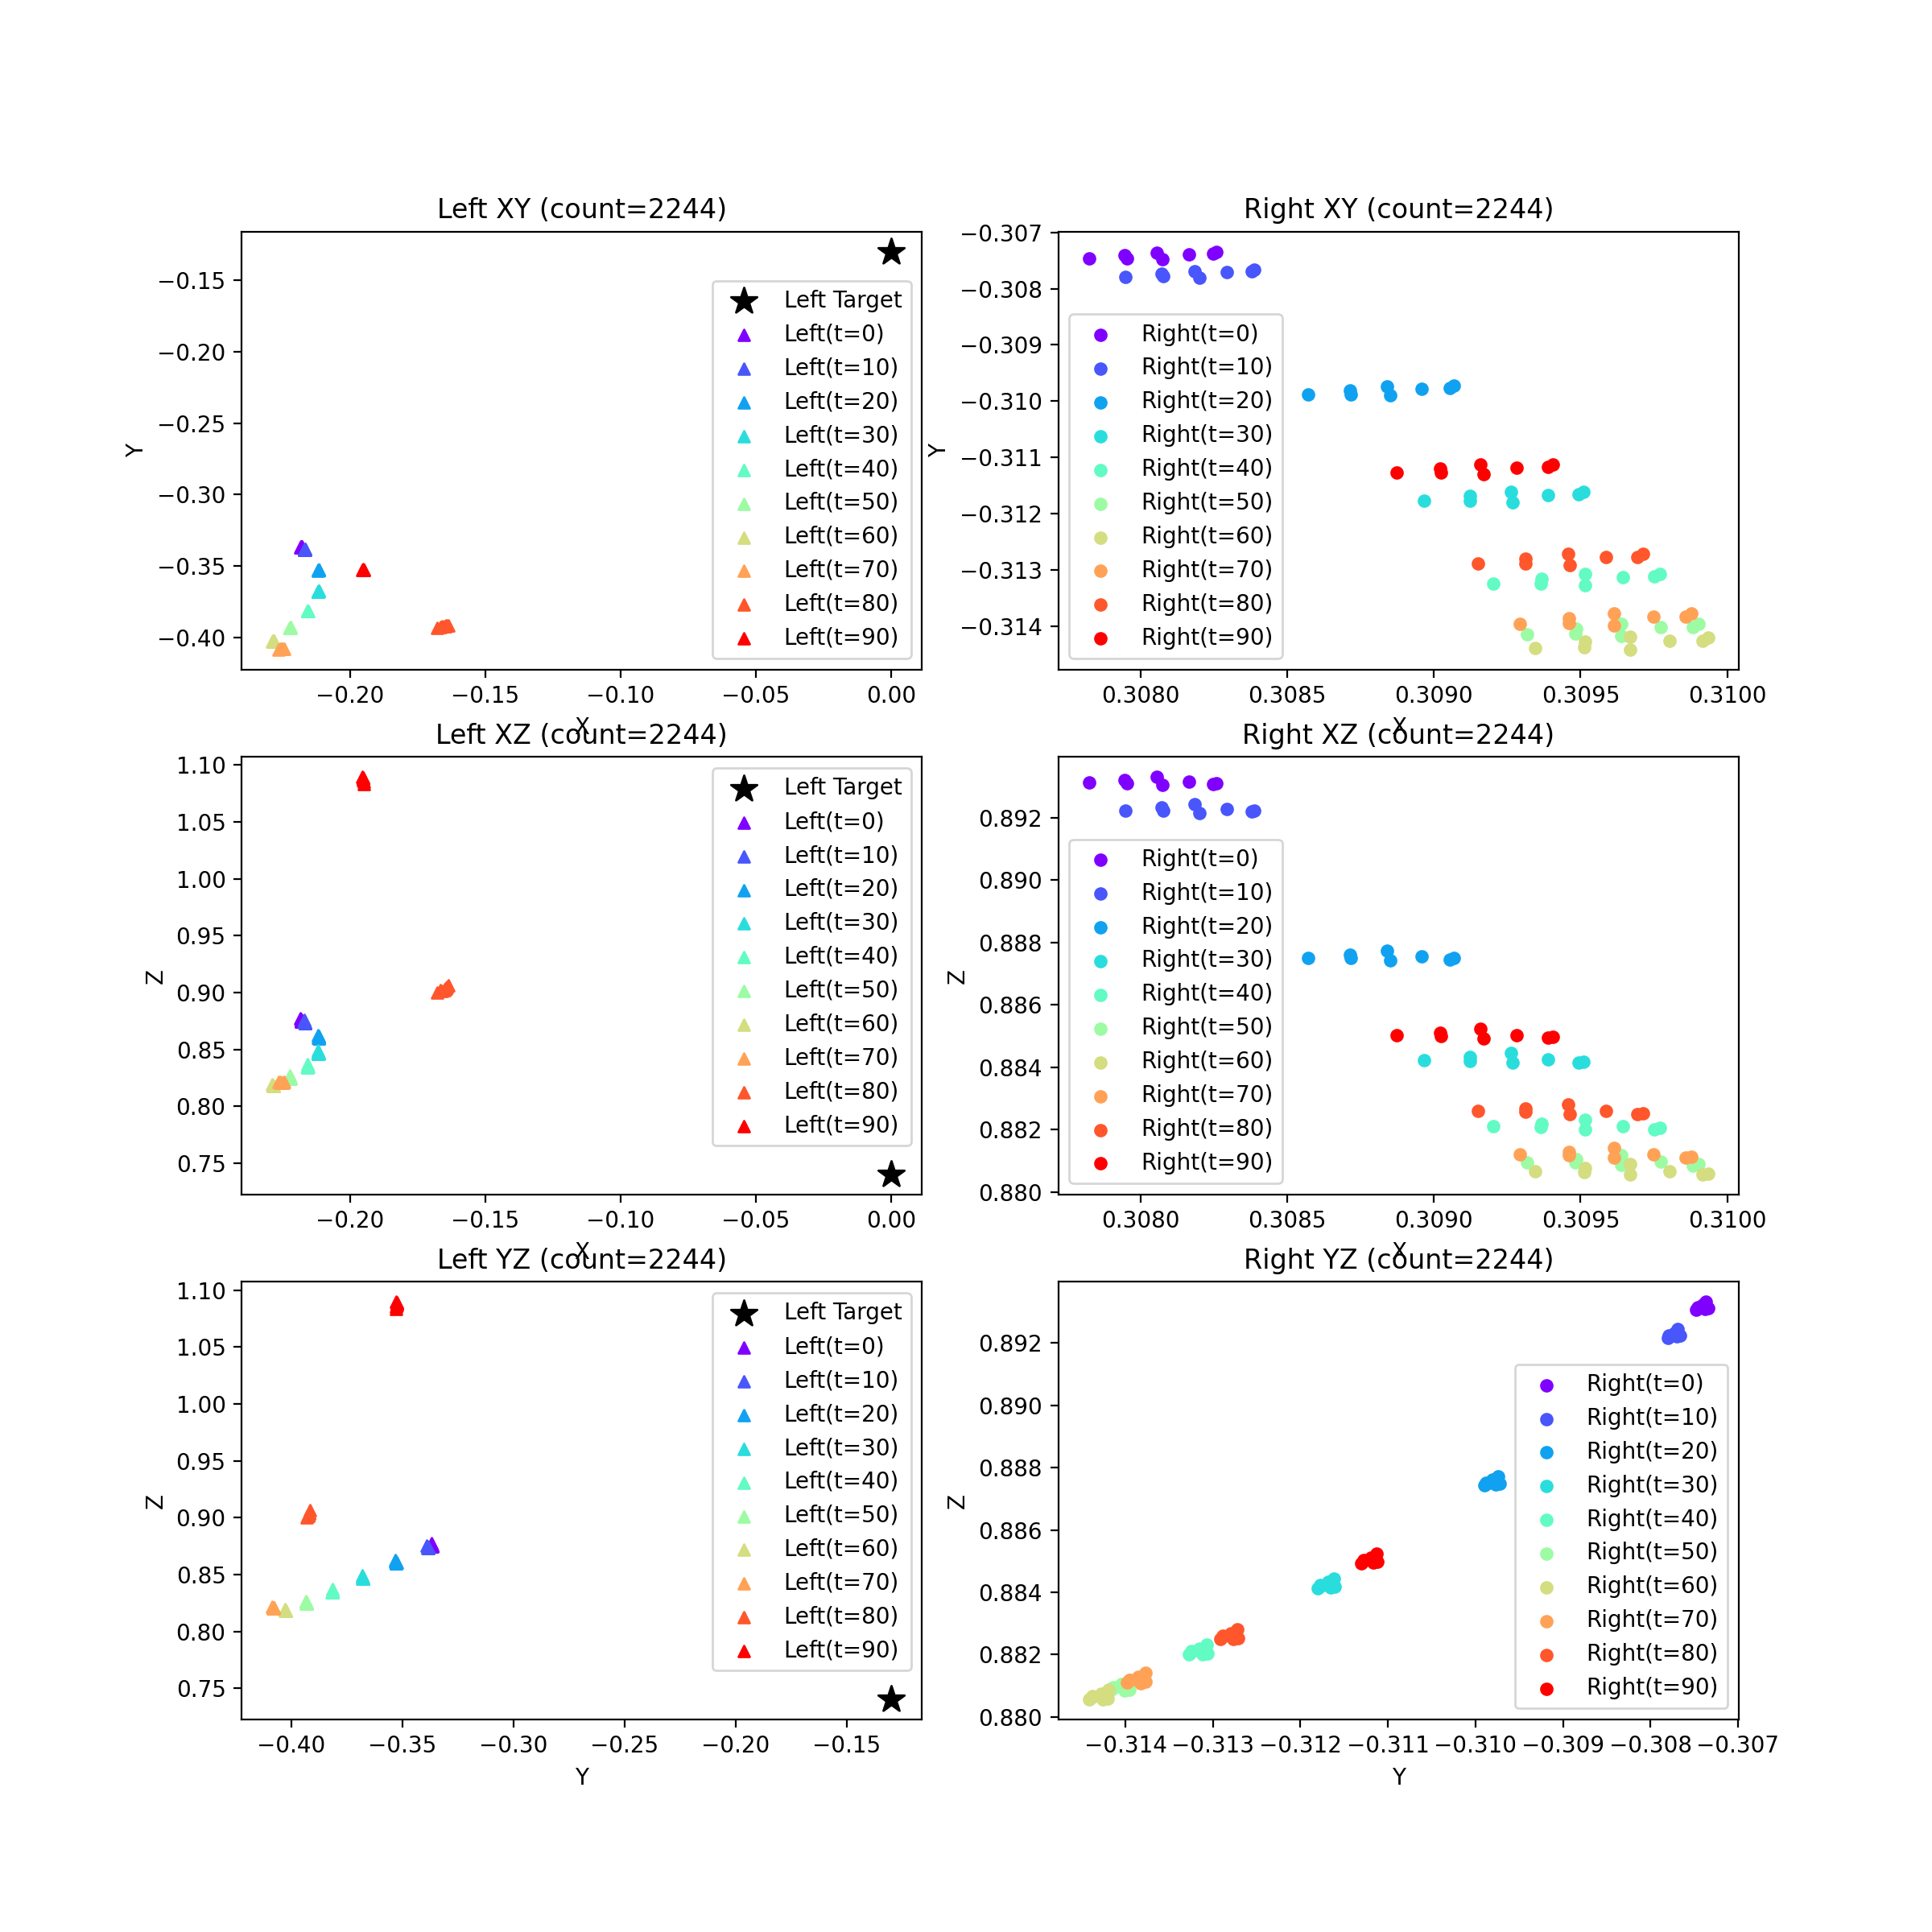 Left XY (count=2244)
−0.15
−0.20
−0.25
−0.30
−0.35
−0.40
Y
Left Target
Left(t=0)
Left(t=10)
Left(t=20)
Left(t=30)
Left(t=40)
Left(t=50)
Left(t=60)
Left(t=70)
Left(t=80)
Left(t=90)
−0.20 −0.15 −0.10 −0.05 0.00
X
Right XY (count=2244)
−0.307
−0.308
−0.309
−0.310
−0.311
−0.312
−0.313
−0.314
Y
Right(t=0)
Right(t=10)
Right(t=20)
Right(t=30)
Right(t=40)
Right(t=50)
Right(t=60)
Right(t=70)
Right(t=80)
Right(t=90)
0.3080 0.3085 0.3090 0.3095 0.3100
X
Left XZ (count=2244)
1.10
1.05
1.00
0.95
0.90
0.85
0.80
0.75
Z
Left Target
Left(t=0)
Left(t=10)
Left(t=20)
Left(t=30)
Left(t=40)
Left(t=50)
Left(t=60)
Left(t=70)
Left(t=80)
Left(t=90)
−0.20 −0.15 −0.10 −0.05 0.00
X
Right XZ (count=2244)
0.892
0.890
0.888
0.886
0.884
0.882
0.880
Z
Right(t=0)
Right(t=10)
Right(t=20)
Right(t=30)
Right(t=40)
Right(t=50)
Right(t=60)
Right(t=70)
Right(t=80)
Right(t=90)
0.3080 0.3085 0.3090 0.3095 0.3100
X
Left YZ (count=2244)
1.10
1.05
1.00
0.95
0.90
0.85
0.80
0.75
Z
Left Target
Left(t=0)
Left(t=10)
Left(t=20)
Left(t=30)
Left(t=40)
Left(t=50)
Left(t=60)
Left(t=70)
Left(t=80)
Left(t=90)
−0.40 −0.35 −0.30 −0.25 −0.20 −0.15
Y
Right YZ (count=2244)
0.892
0.890
0.888
0.886
0.884
0.882
0.880
Z
Right(t=0)
Right(t=10)
Right(t=20)
Right(t=30)
Right(t=40)
Right(t=50)
Right(t=60)
Right(t=70)
Right(t=80)
Right(t=90)
−0.314 −0.313 −0.312 −0.311 −0.310 −0.309 −0.308 −0.307
Y